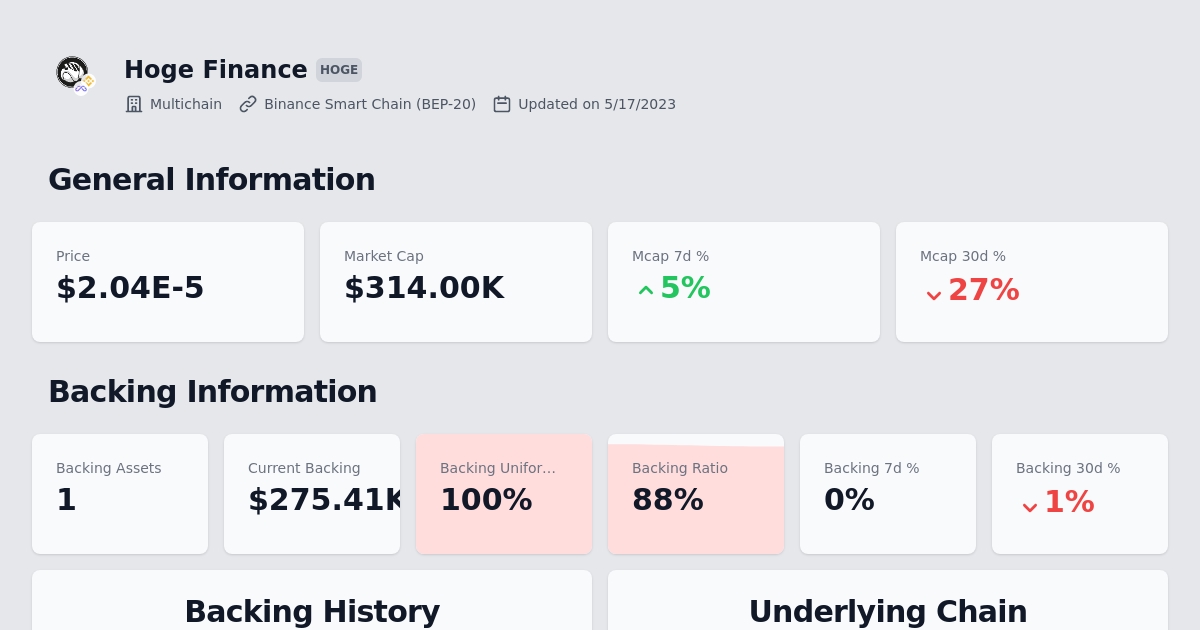 Hoge Finance HOGE
Multichain Binance Smart Chain (BEP-20) Updated on 5/17/2023
General Information
Price Market Cap Mcap 7d % Mcap 30d %
$2.04E-5 $314.00K 5% 27%
Backing Information
Backing Assets Current Backing Backing Unifor... Backing Ratio Backing 7d % Backing 30d %
1 $275.41K 100% 88% 0% 1%
Backing History Underlying Chain